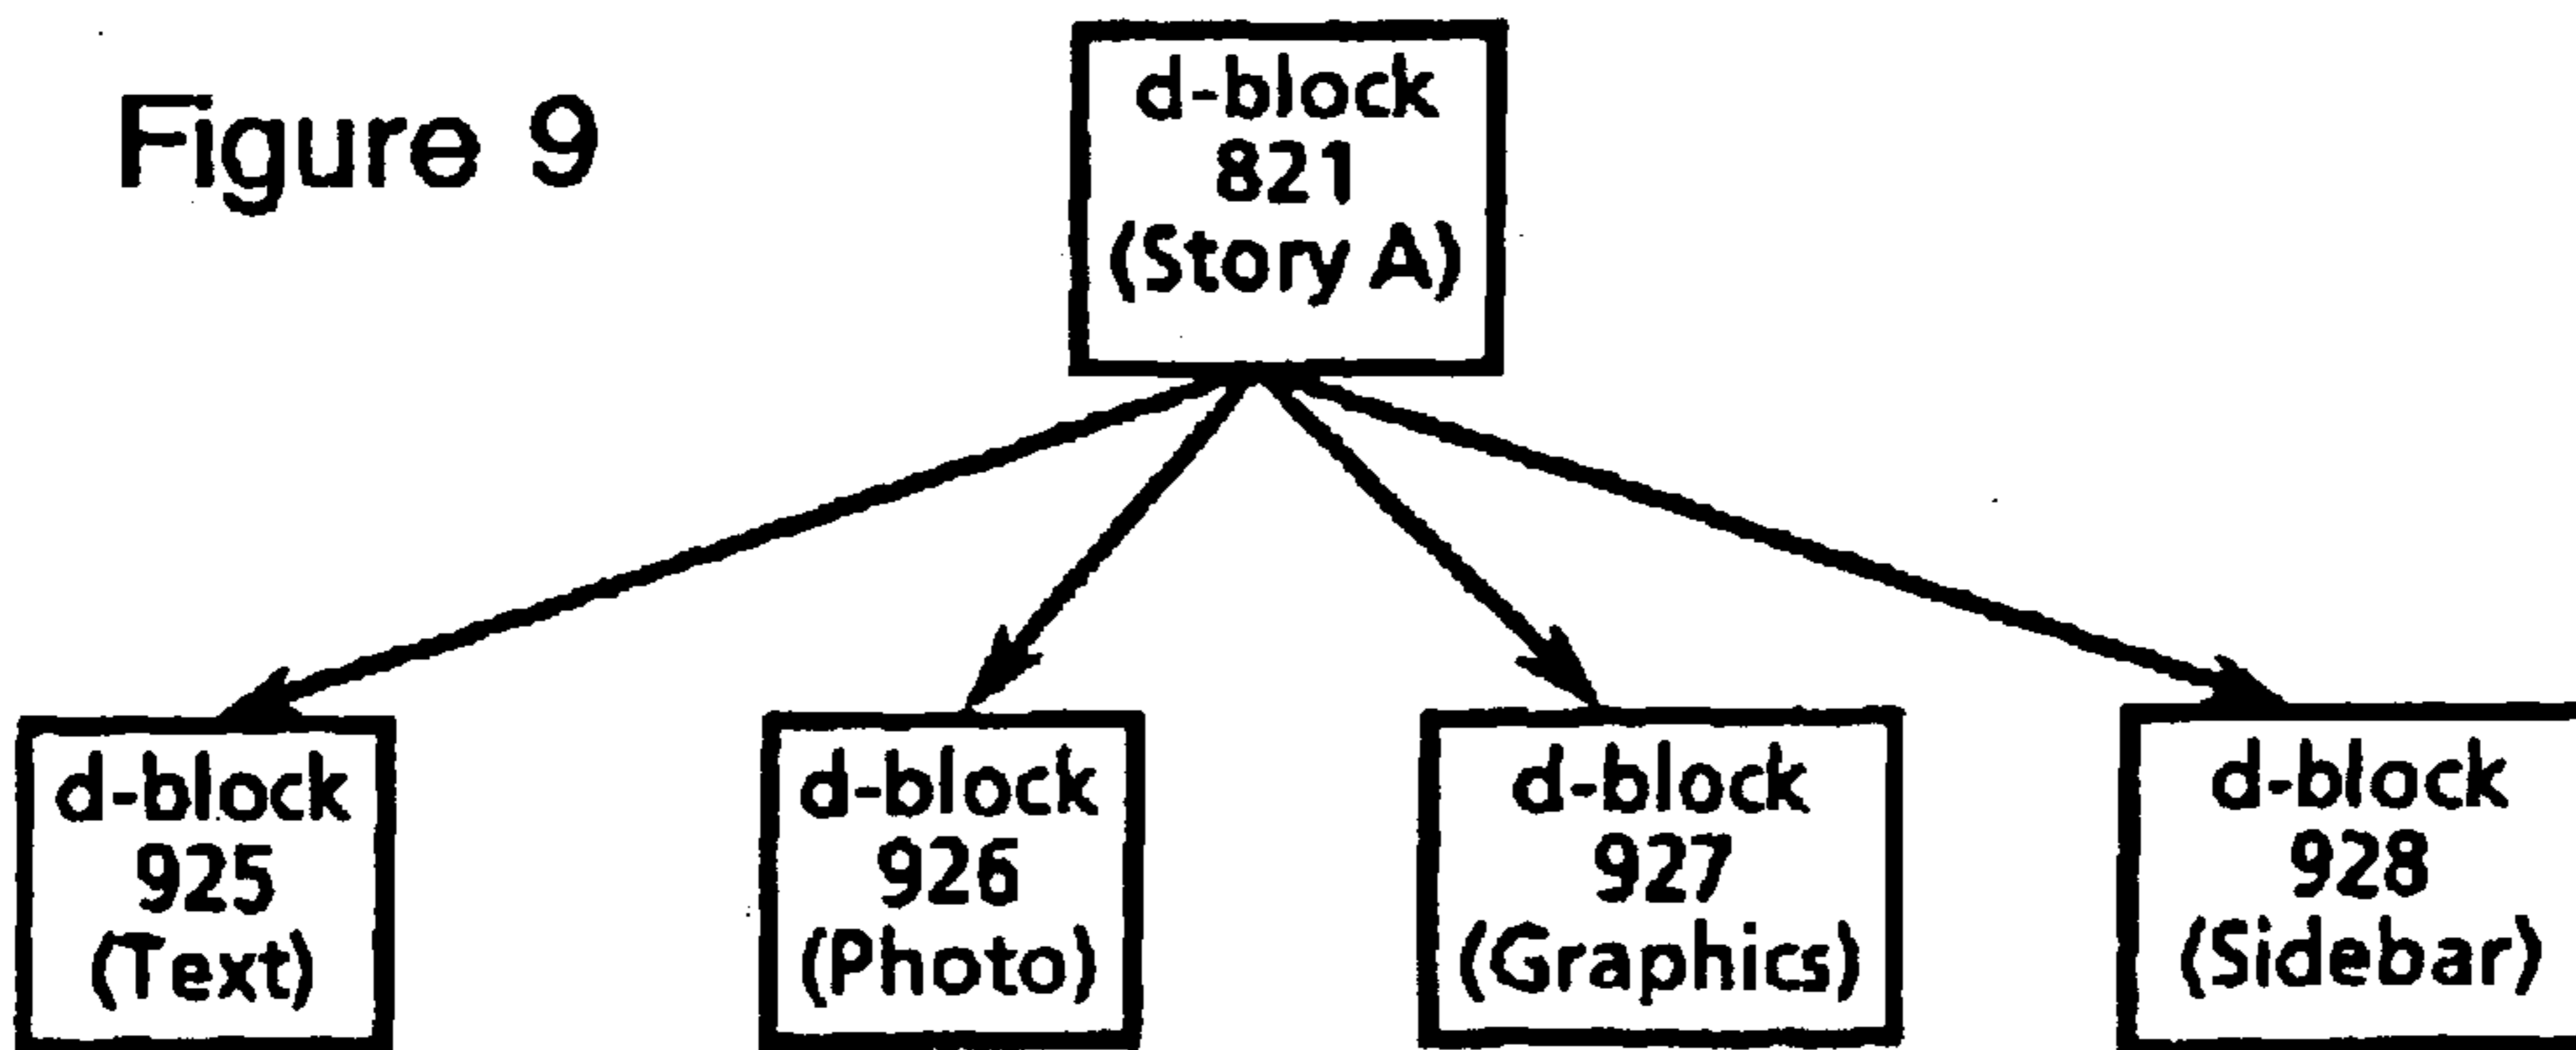 Figure 9
d-block
821
(Story A)
d-block
925
(Text)
d-block
926
(Photo)
d-block
927
(Graphics)
d-block
928
(Sidebar)